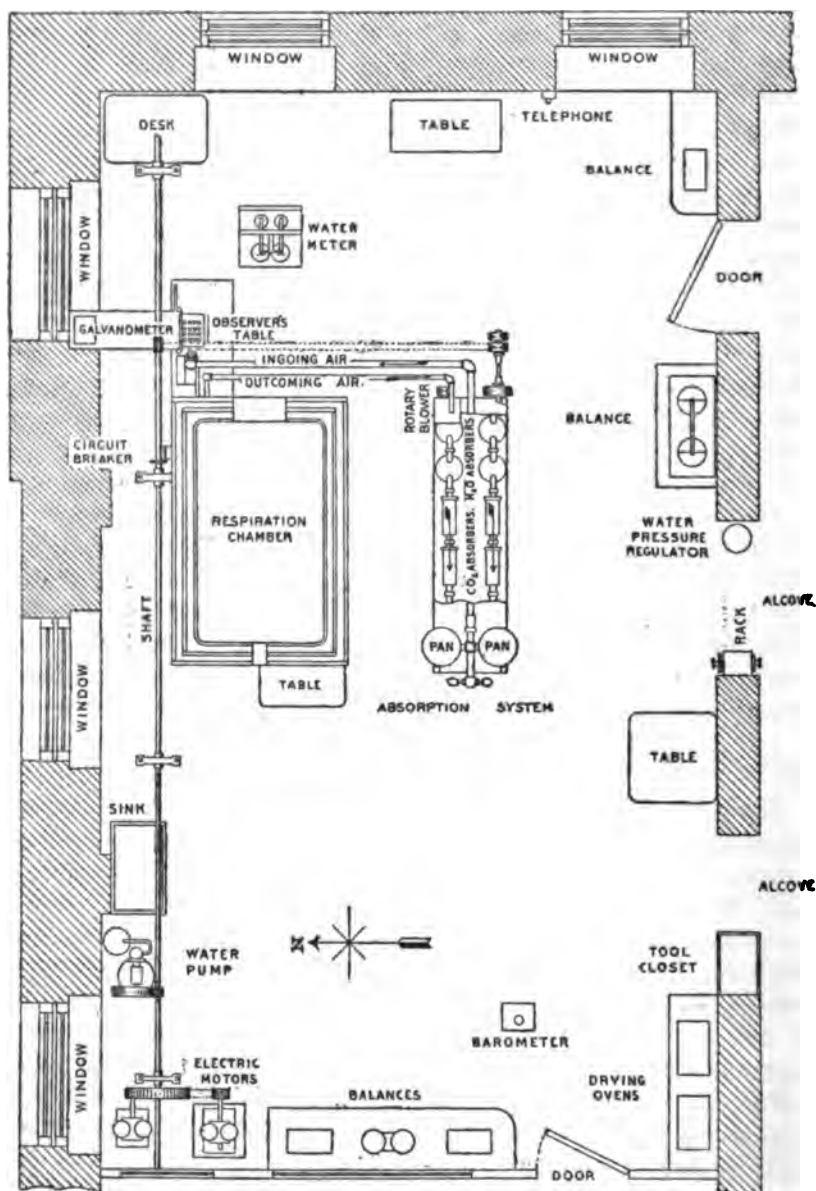 WINDOW
WINDOW
DESK
TABLE
TELEPHONE
BALANCE
WATER
METER
WINDOW
DOOR
GALVANOMETER
OBSERVER'S
TABLE
INGOING AIR
OUTCOMING AIR.
ROTARY
BLOWER
BALANCE
CIRCUIT
BREAKER
RESPIRATION
CHAMBER
CO₂ ABSORBERS. H₂O ABSORBERS
WATER
PRESSURE
REGULATOR
SHAFT
ALCOVE
RACK
WINDOW
PAN
PAN
TABLE
ABSORPTION SYSTEM
TABLE
SINK
ALCOVE
N
WATER
PUMP
TOOL
CLOSET
BAROMETER
WINDOW
ELECTRIC
MOTORS
BALANCES
DRYING
OVENS
DOOR